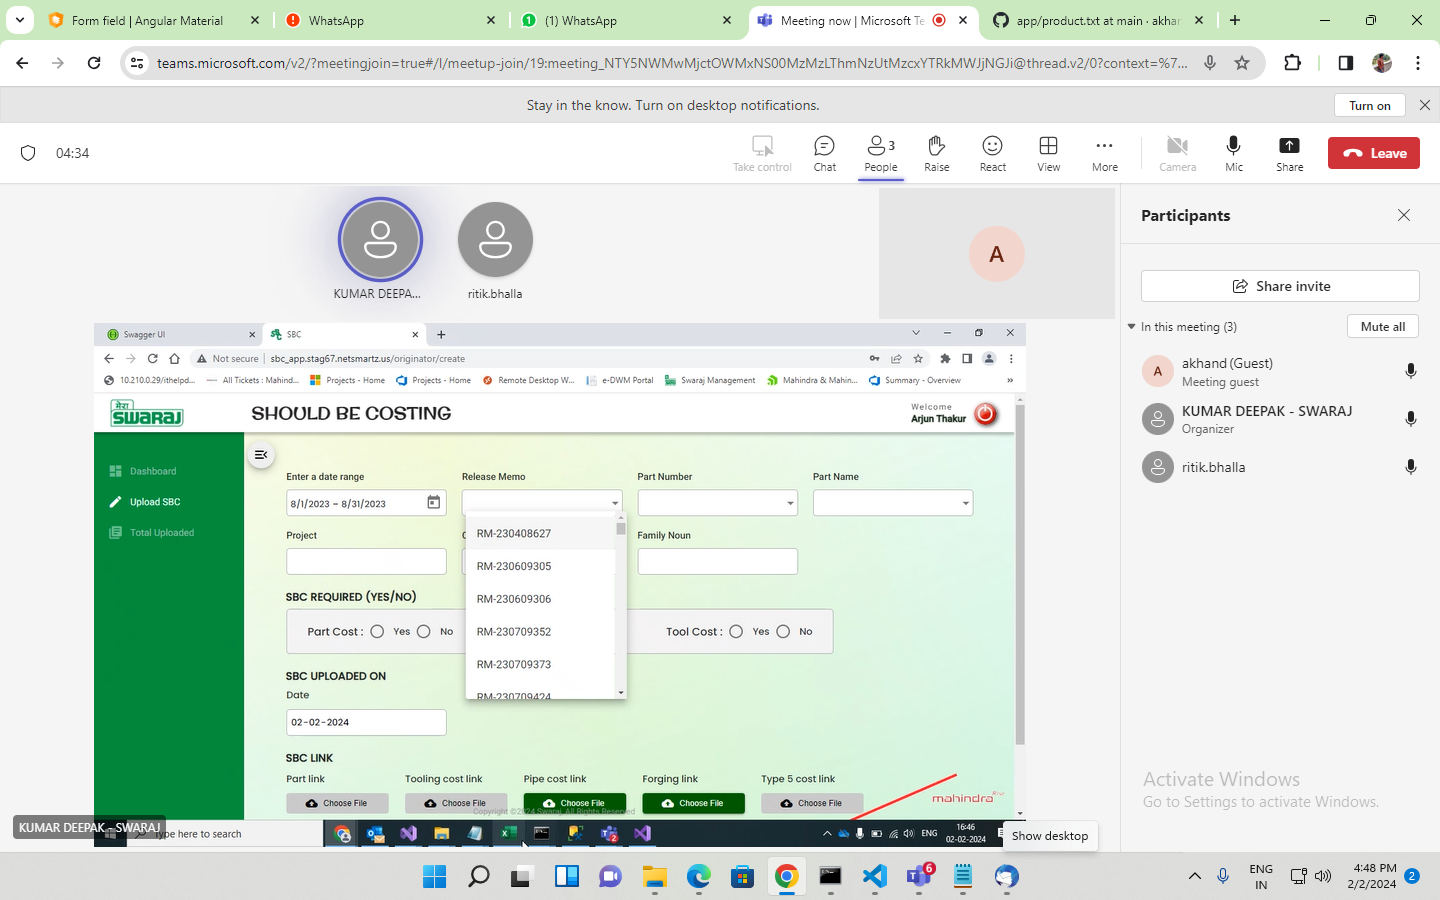 Form field | Angular Material
WhatsApp
(1) WhatsApp
Meeting now | Microsoft Te
app/product.txt at main · akhar
teams.microsoft.com/v2/?meetingjoin=true#/l/meetup-join/19:meeting_NTY5NWMwMjctOWMxNS00MzMzLThmNzUtMzcxYTRkMWJjNGJi@thread.v2/0?context=%7...
Stay in the know. Turn on desktop notifications.
Turn on
04:34
Take control
Chat
3
People
Raise
React
View
More
Camera
Mic
Share
Leave
KUMAR DEEPA...
ritik.bhalla
A
Participants
Share invite
In this meeting (3)
Mute all
A
akhand (Guest)
Meeting guest
KUMAR DEEPAK - SWARAJ
Organizer
ritik.bhalla
Swagger UI
SBC
Not secure | sbc_app.stag67.netsmartz.us/originator/create
10.210.0.29/ithelpd...
All Tickets : Mahind...
Projects - Home
Projects - Home
Remote Desktop W...
e-DWM Portal
Swaraj Management
Mahindra & Mahin...
Summary - Overview
»
मेरा
SWARAJ
SHOULD BE COSTING
Welcome
Arjun Thakur
Dashboard
Upload SBC
Total Uploaded
Enter a date range
Release Memo
Part Number
Part Name
8/1/2023 – 8/31/2023
RM-230408627
RM-230609305
RM-230609306
RM-230709352
RM-230709373
RM-230709424
Project
Family Noun
SBC REQUIRED (YES/NO)
Part Cost :
Yes
No
Tool Cost :
Yes
No
SBC UPLOADED ON
Date
02-02-2024
SBC LINK
Part link
Tooling cost link
Pipe cost link
Forging link
Type 5 cost link
Choose File
Choose File
Choose File
Choose File
Choose File
Copyright ©2024 Swaraj, All Rights Reserved
mahindra
KUMAR DEEPAK - SWARAJ
Type here to search
ENG
16:46
02-02-2024
Show desktop
Activate Windows
Go to Settings to activate Windows.
6
ENG
IN
4:48 PM
2/2/2024
2